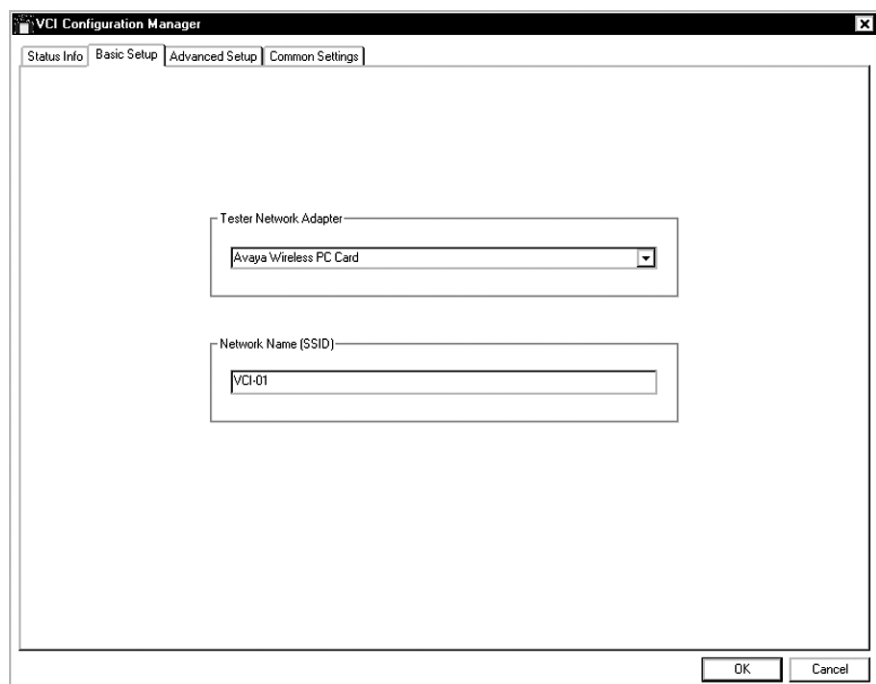 VCI Configuration Manager
Status Info Basic Setup Advanced Setup Common Settings
Tester Network Adapter
Avaya Wireless PC Card
Network Name (SSID)
VCI-01
OK Cancel